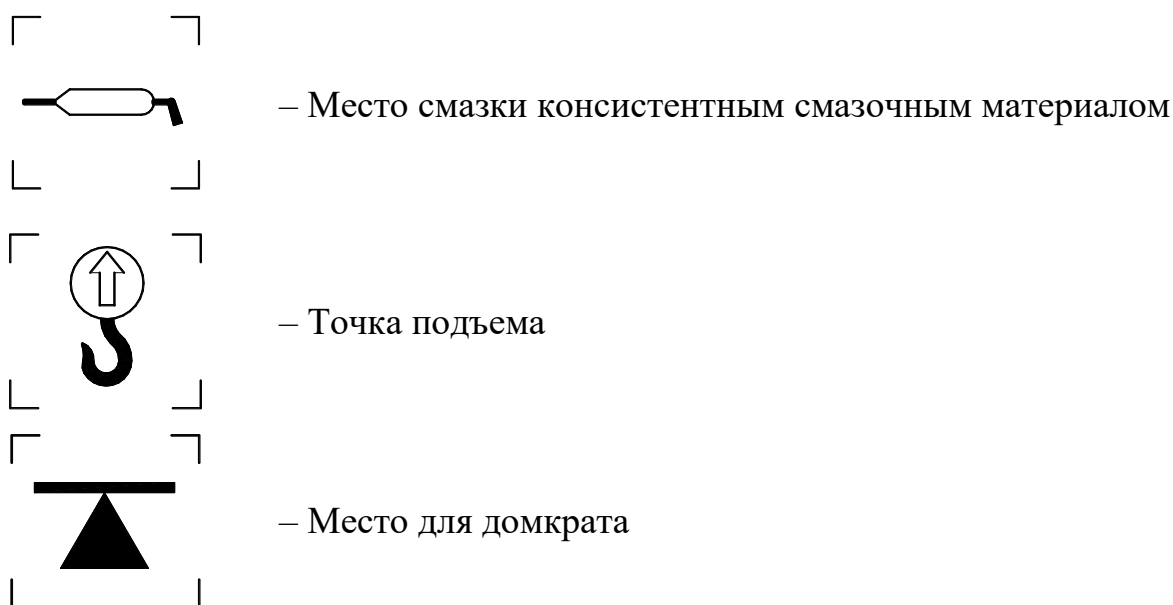 – Место смазки консистентным смазочным материалом
– Точка подъема
– Место для домкрата